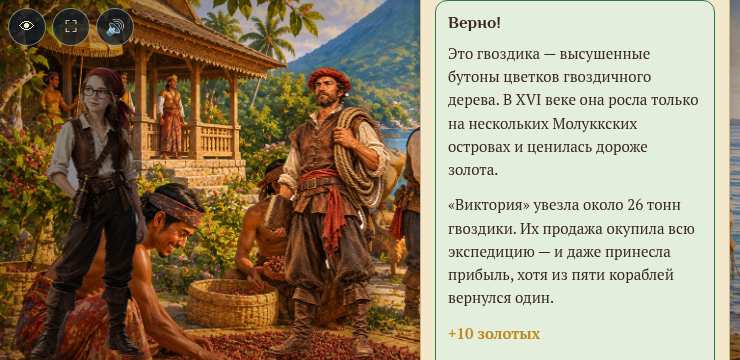 Верно!
Это гвоздика — высушенные
бутоны цветков гвоздичного
дерева. В XVI веке она росла только
на нескольких Молуккских
островах и ценилась дороже
золота.
«Виктория» увезла около 26 тонн
гвоздики. Их продажа окупила всю
экспедицию — и даже принесла
прибыль, хотя из пяти кораблей
вернулся один.
+10 золотых